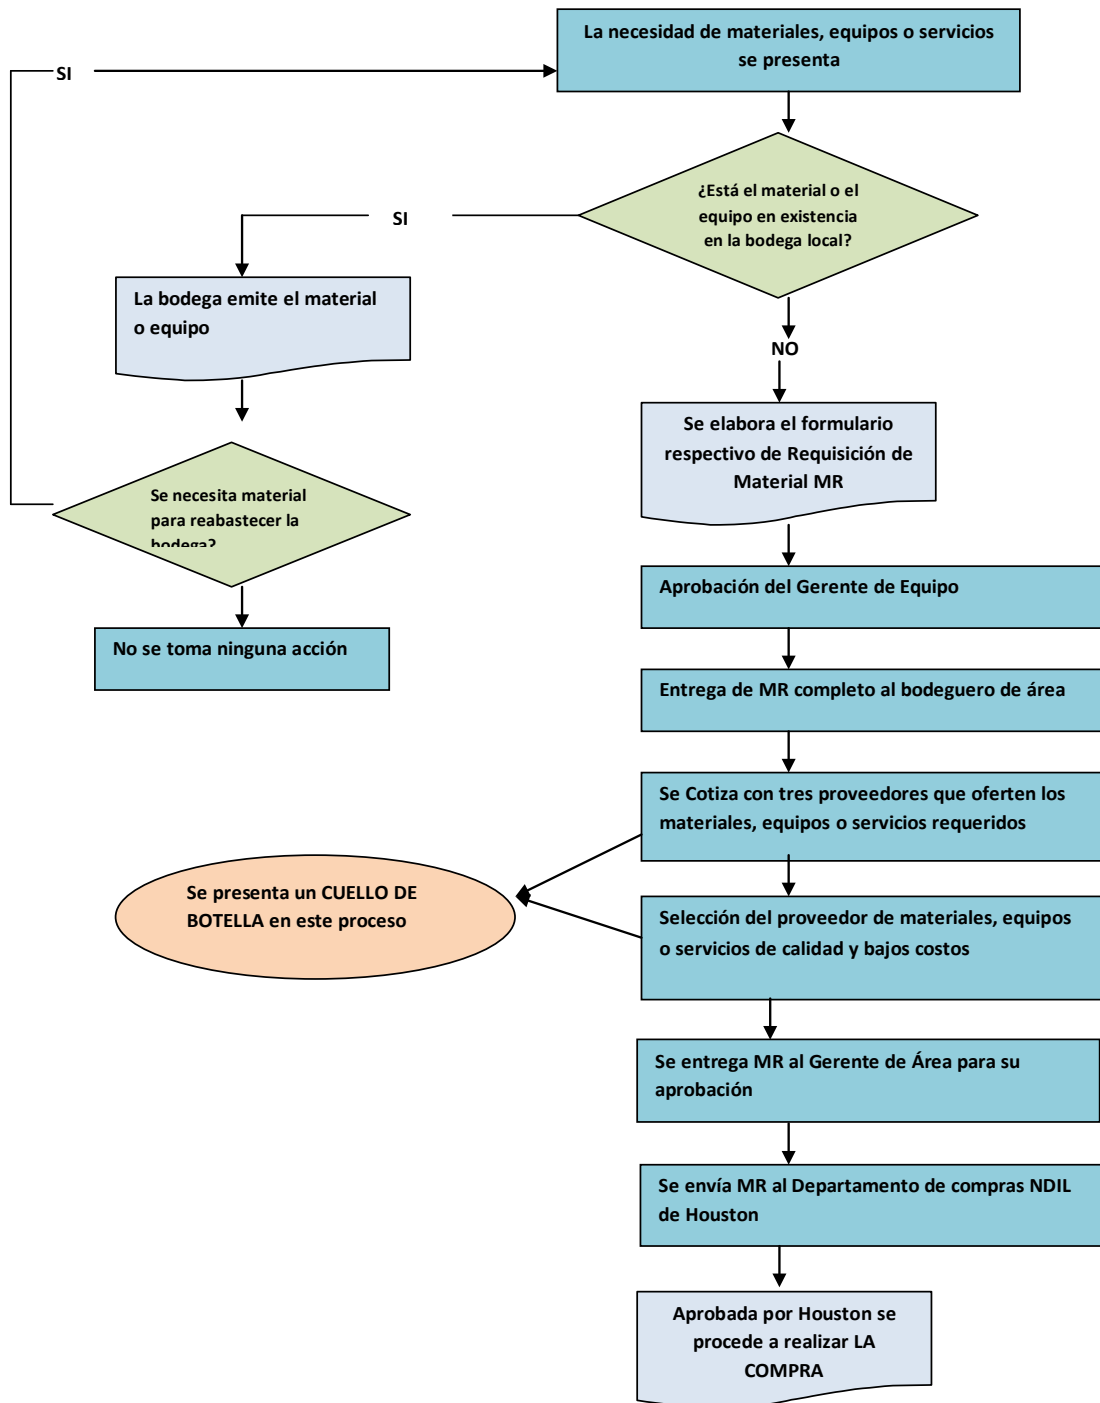 La necesidad de materiales, equipos o servicios
se presenta
SI
¿Está el material o el
equipo en existencia
en la bodega local?
SI
La bodega emite el material
o equipo
NO
Se elabora el formulario
respectivo de Requisición de
Material MR
Se necesita material
para reabastecer la
bodega?
Aprobación del Gerente de Equipo
No se toma ninguna acción
Entrega de MR completo al bodeguero de área
Se Cotiza con tres proveedores que oferten los
materiales, equipos o servicios requeridos
Se presenta un CUELLO DE
BOTELLA en este proceso
Selección del proveedor de materiales, equipos
o servicios de calidad y bajos costos
Se entrega MR al Gerente de Área para su
aprobación
Se envía MR al Departamento de compras NDIL
de Houston
Aprobada por Houston se
procede a realizar LA
COMPRA